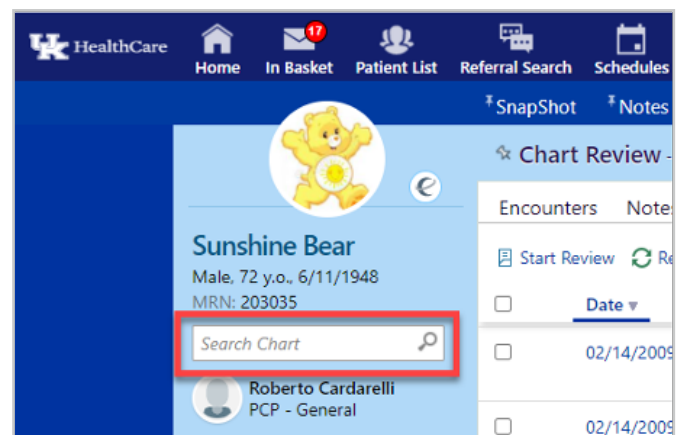 UK HealthCare
17
Home In Basket Patient List Referral Search Schedules
SnapShot Notes
Chart Review -
Encounters
Sunshine Bear
Start Review
Male, 72 y.o., 6/11/1948
MRN: 203035
Date
Search Chart
02/14/2009
Roberto Cardarelli
PCP - General
02/14/2009